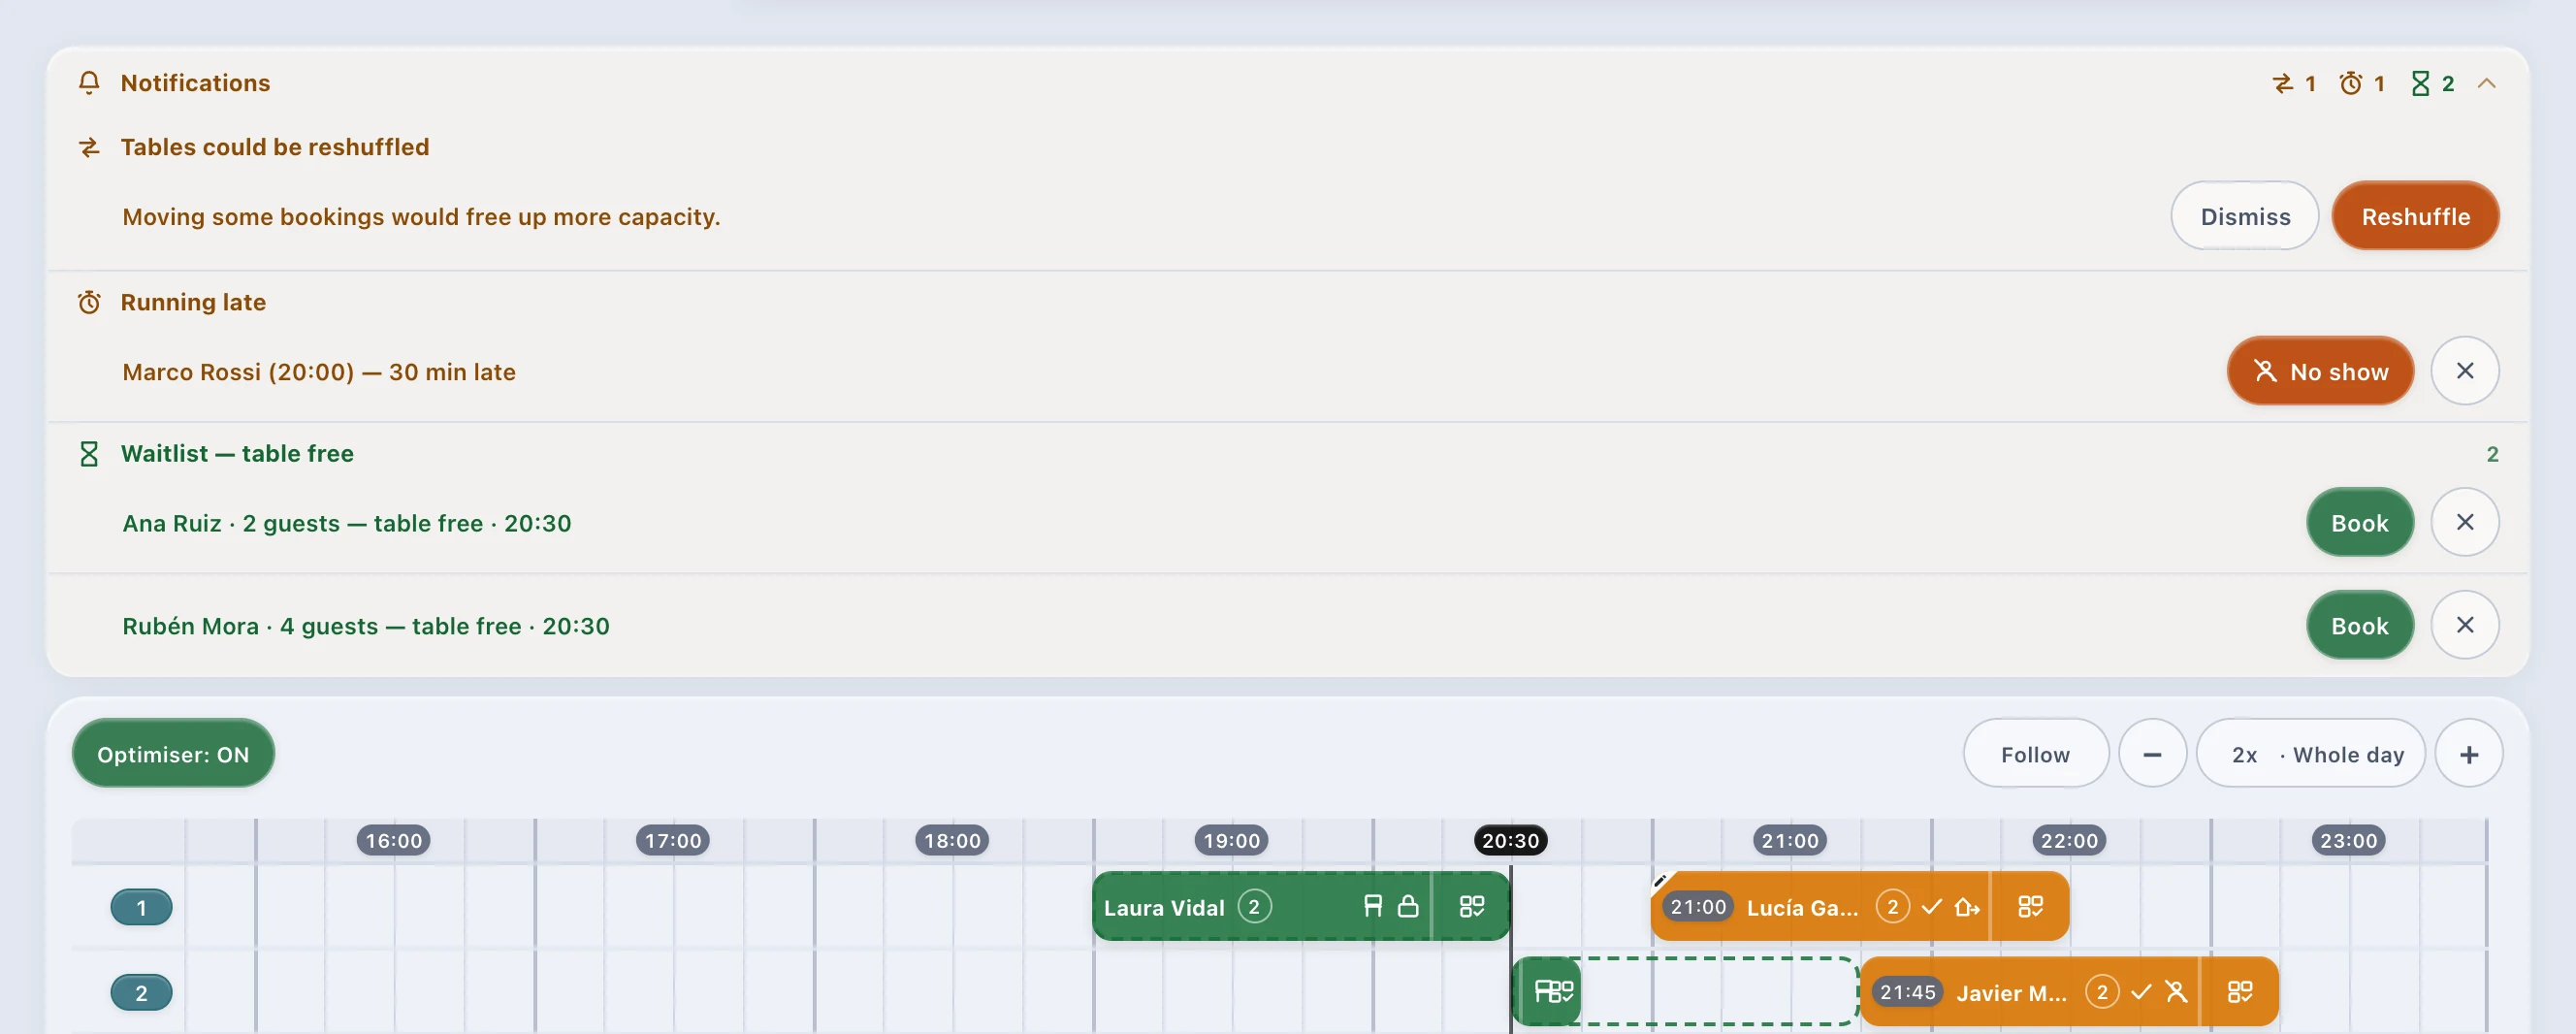 Notifications 1 1 2
Tables could be reshuffled
Moving some bookings would free up more capacity. Dismiss Reshuffle
Running late
Marco Rossi (20:00) — 30 min late No show
Waitlist — table free 2
Ana Ruiz · 2 guests — table free · 20:30 Book
Rubén Mora · 4 guests — table free · 20:30 Book
Optimiser: ON Follow − 2x · Whole day +
16:00 17:00 18:00 19:00 20:30 21:00 22:00 23:00
1 Laura Vidal 2 21:00 Lucía Ga... 2
2 21:45 Javier M... 2